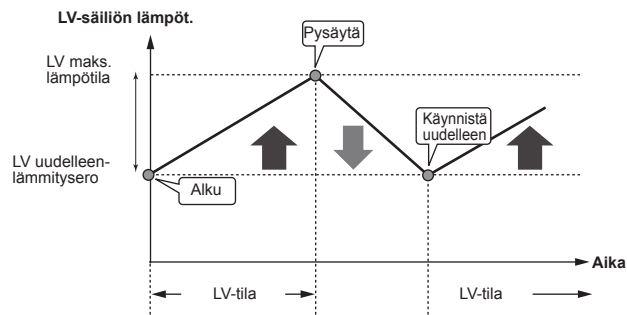 LV-säiliön lämpöt.
Pysäytä
LV maks.
lämpötila
Käynnistä
uudelleen
LV uudelleen-
lämmitysero
Alku
Aika
LV-tila
LV-tila